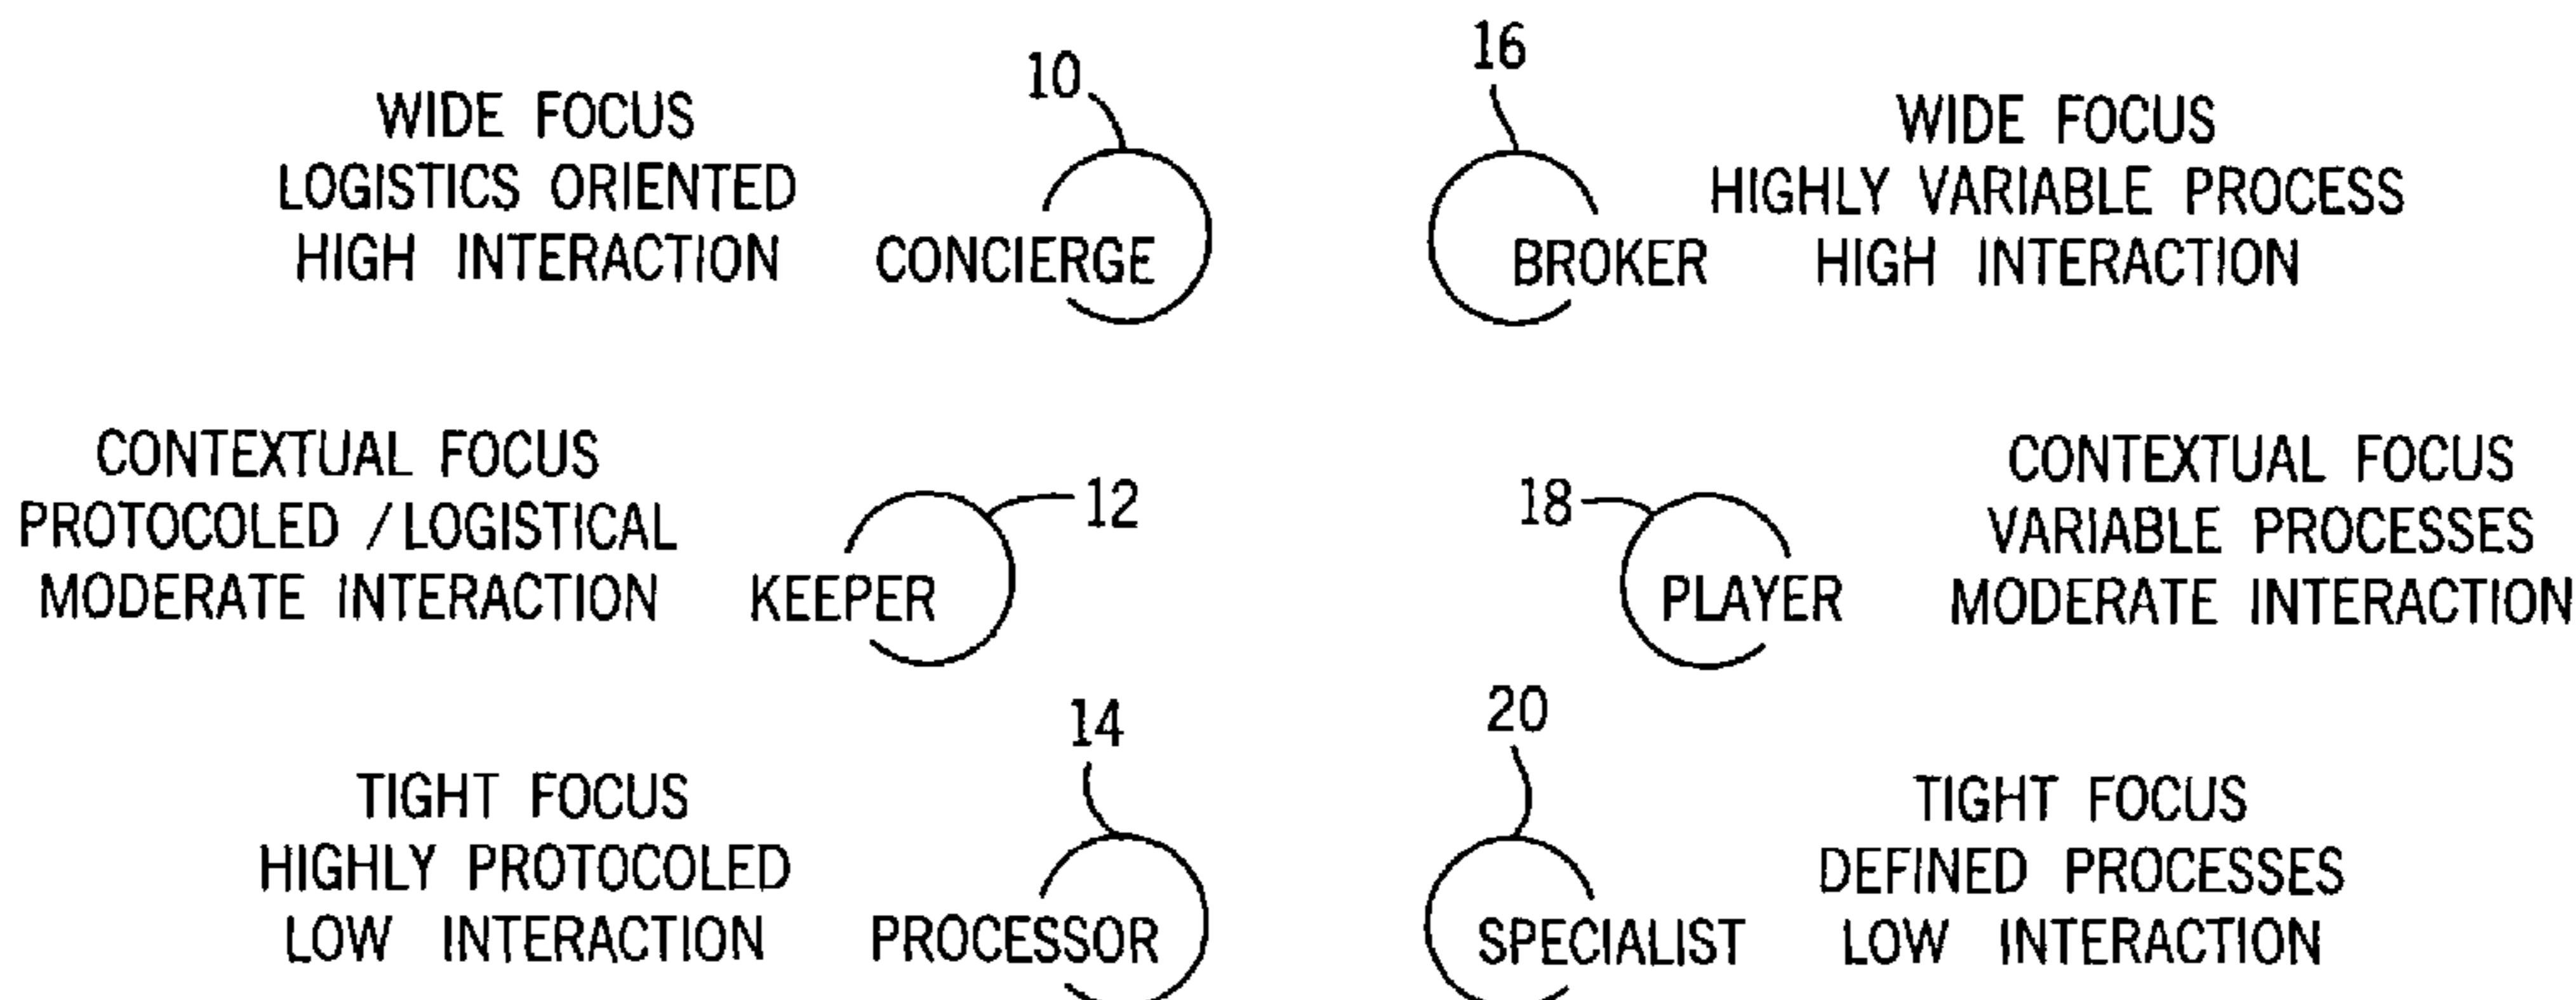 10
WIDE FOCUS
LOGISTICS ORIENTED
HIGH INTERACTION
CONCIERGE
16
WIDE FOCUS
HIGHLY VARIABLE PROCESS
HIGH INTERACTION
BROKER
CONTEXTUAL FOCUS
PROTOCOLED / LOGISTICAL
MODERATE INTERACTION
KEEPER
12
18
PLAYER
CONTEXTUAL FOCUS
VARIABLE PROCESSES
MODERATE INTERACTION
14
TIGHT FOCUS
HIGHLY PROTOCOLED
LOW INTERACTION
PROCESSOR
20
SPECIALIST
TIGHT FOCUS
DEFINED PROCESSES
LOW INTERACTION